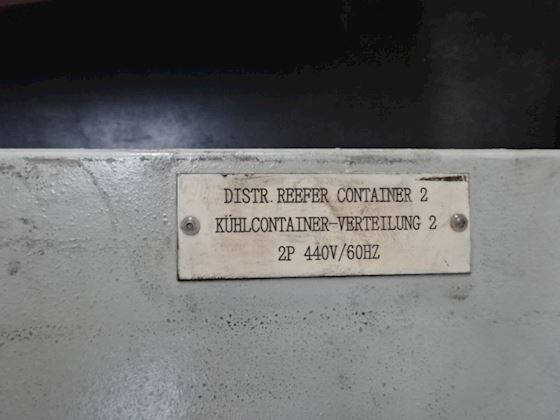 DISTR. REEFER CONTAINER 2
KÜHLCONTAINER-VERTEILUNG 2
2P 440V/60HZ